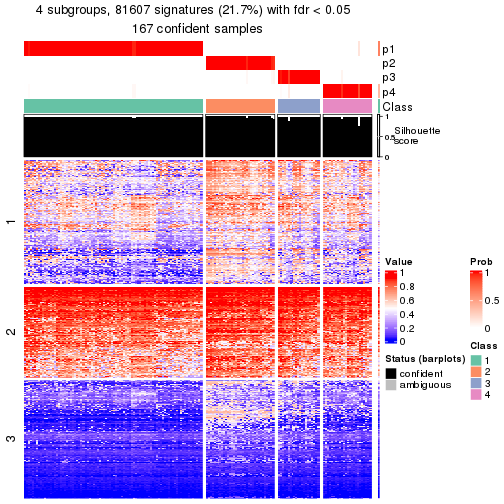 4 subgroups, 81607 signatures (21.7%) with fdr < 0.05
167 confident samples
p1
p2
p3
p4
Class
1
0.5
0
Silhouette
score
1
2
3
Value
1
0.8
0.6
0.4
0.2
0
Prob
1
0.5
0
Status (barplots)
confident
ambiguous
Class
1
2
3
4